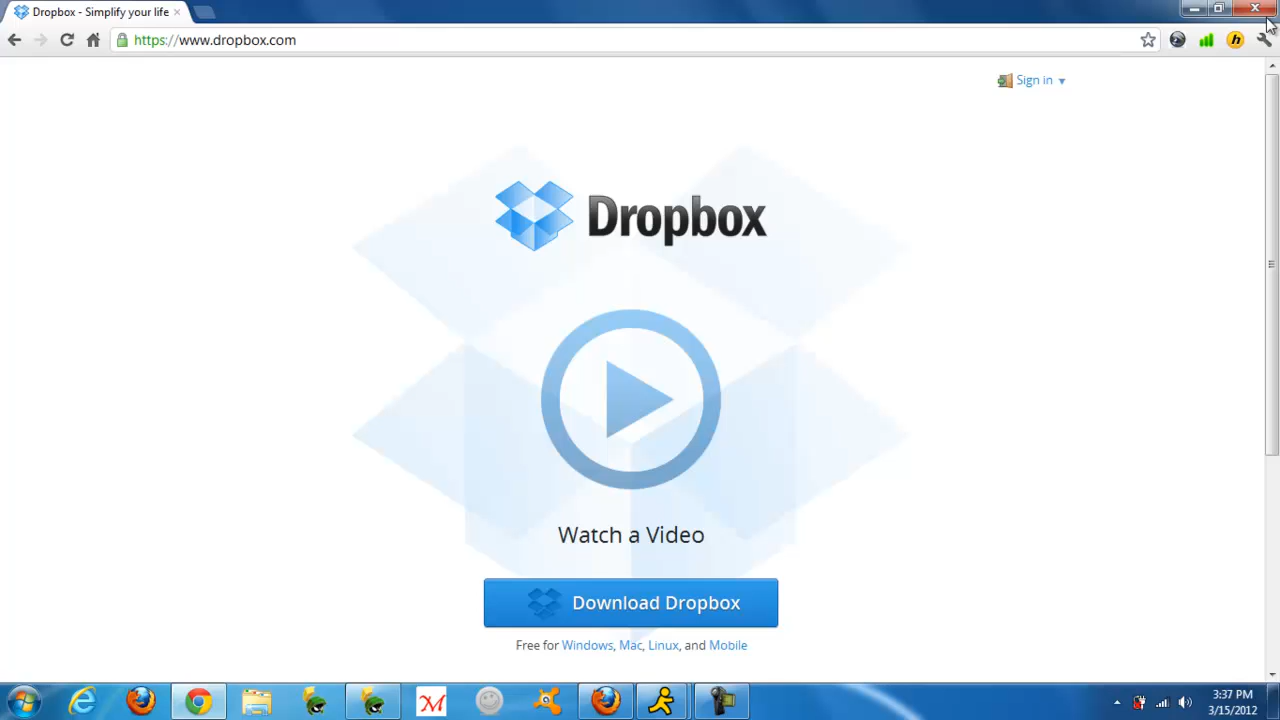 Dropbox - Simplify your life
https://www.dropbox.com
Sign in
Dropbox
Watch a Video
Download Dropbox
Free for Windows, Mac, Linux, and Mobile
3:37 PM
3/15/2012